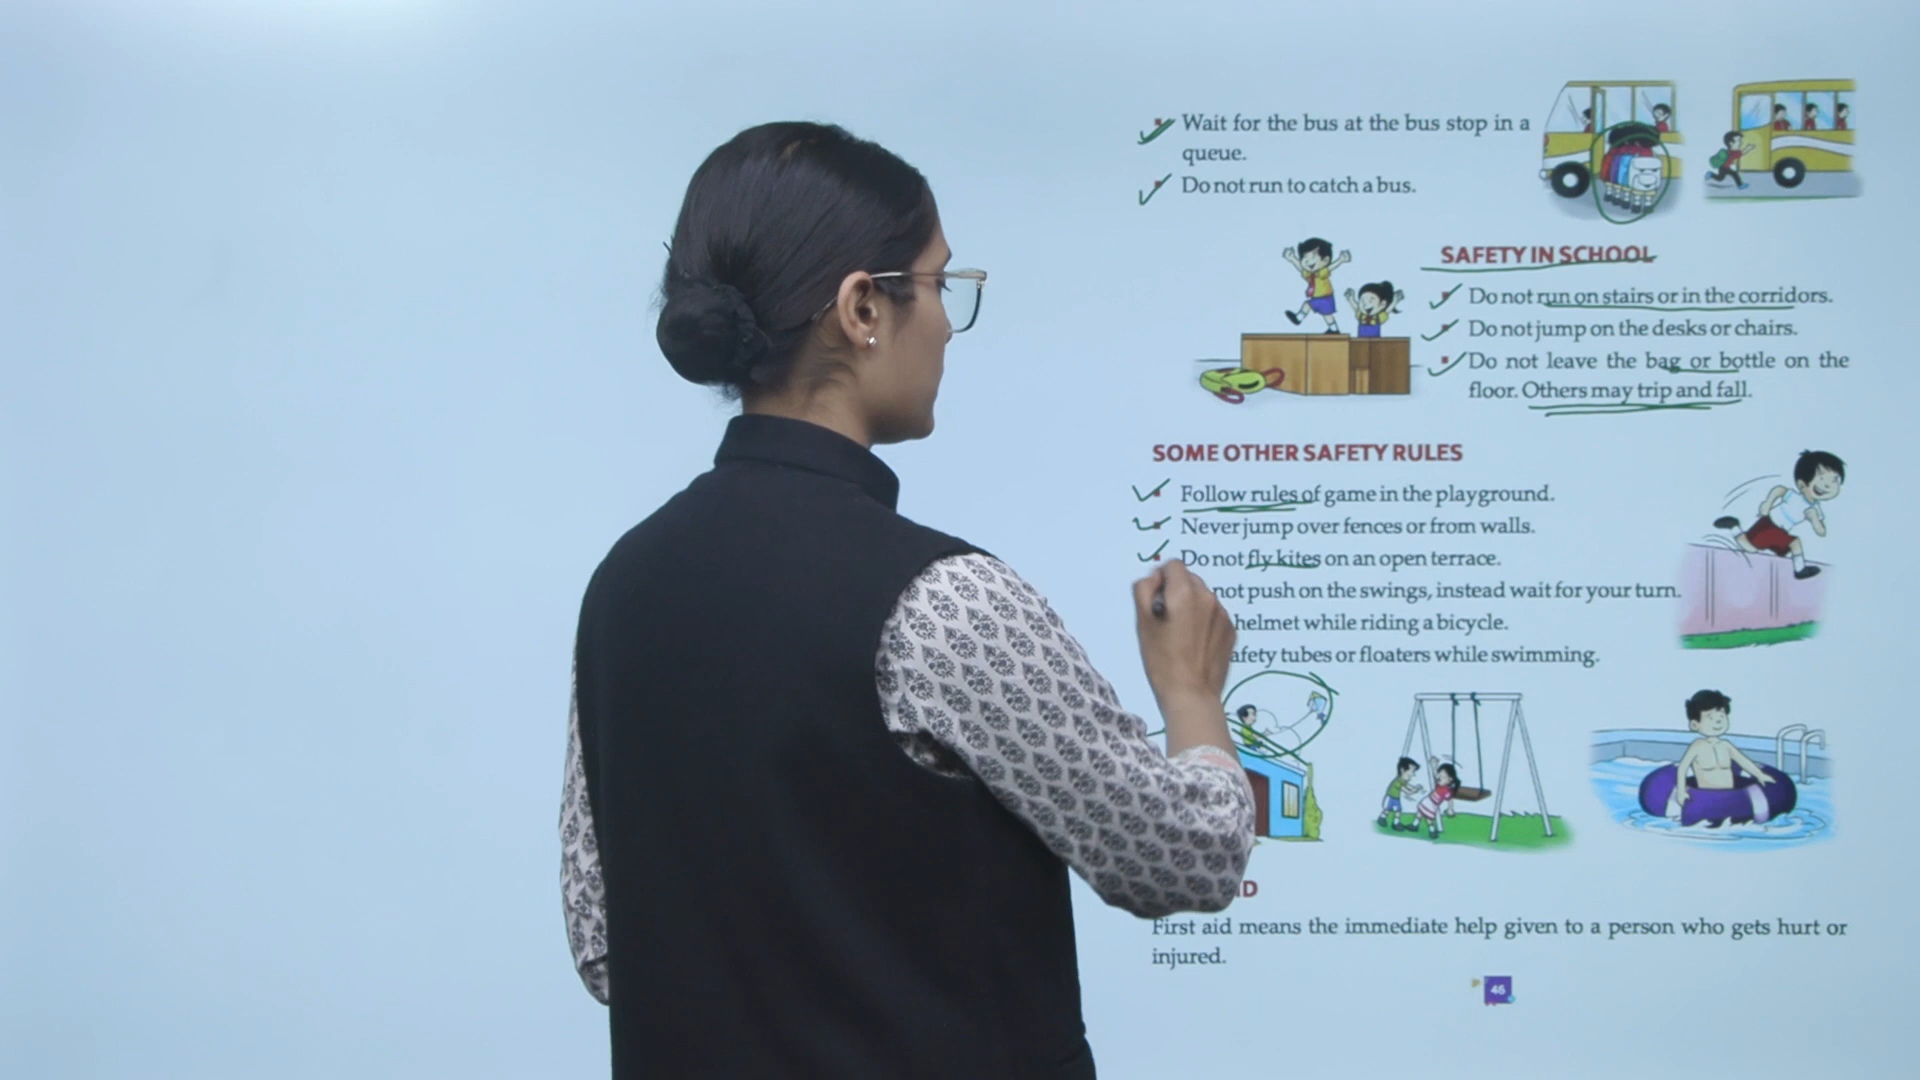 Wait for the bus at the bus stop in a
queue.
Do not run to catch a bus.
SAFETY IN SCHOOL
Do not run on stairs or in the corridors.
Do not jump on the desks or chairs.
Do not leave the bag or bottle on the
floor. Others may trip and fall.
SOME OTHER SAFETY RULES
Follow rules of game in the playground.
Never jump over fences or from walls.
Do not fly kites on an open terrace.
not push on the swings, instead wait for your turn.
helmet while riding a bicycle.
afety tubes or floaters while swimming.
ID
First aid means the immediate help given to a person who gets hurt or
injured.
46